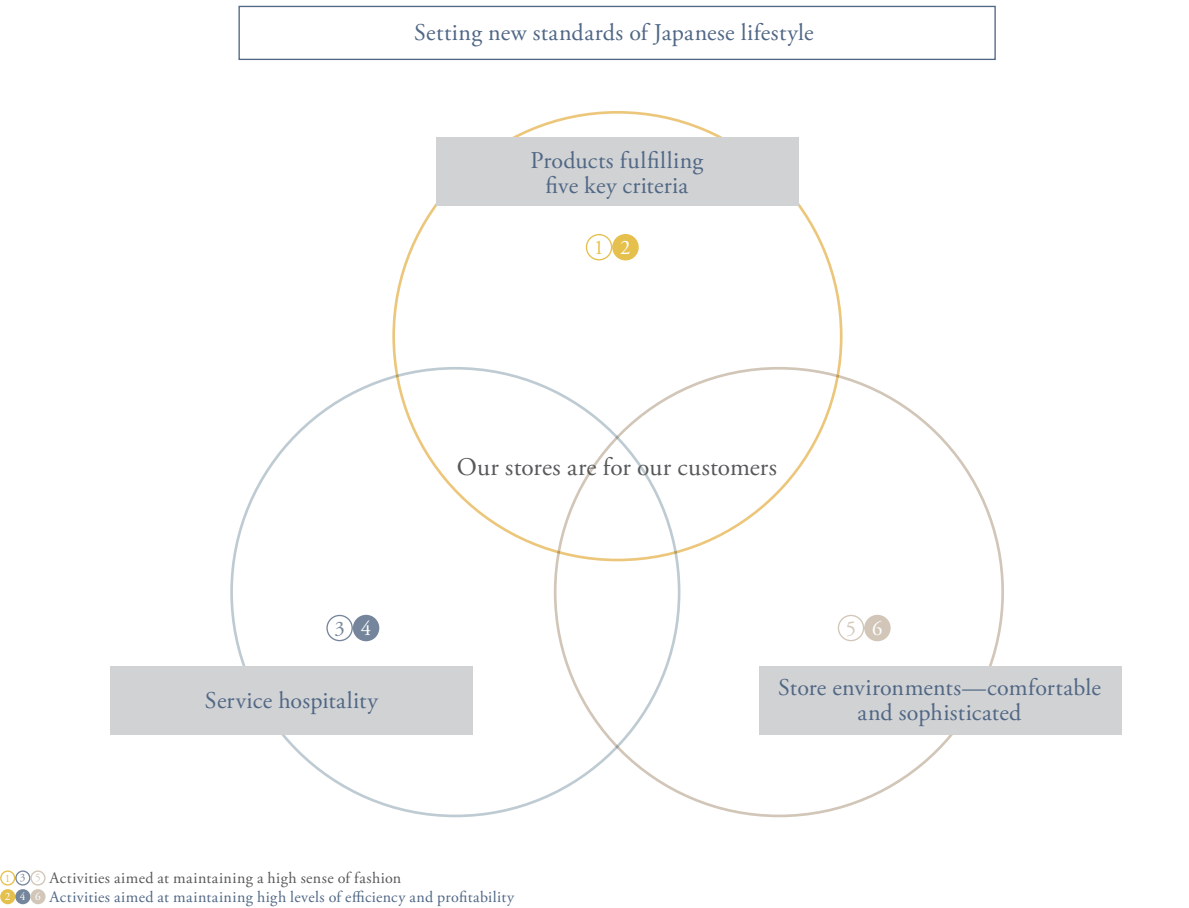 Setting new standards of Japanese lifestyle
Products fulfilling
five key criteria
1 2
Our stores are for our customers
3 4
5 6
Service hospitality
Store environments—comfortable
and sophisticated
1 3 5 Activities aimed at maintaining a high sense of fashion
2 4 6 Activities aimed at maintaining high levels of efficiency and profitability